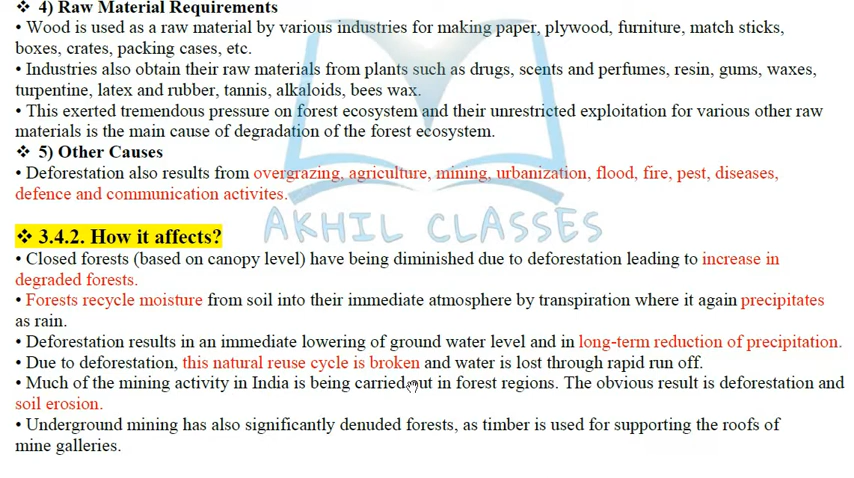 ❖ 4) Raw Material Requirements
• Wood is used as a raw material by various industries for making paper, plywood, furniture, match sticks,
boxes, crates, packing cases, etc.
• Industries also obtain their raw materials from plants such as drugs, scents and perfumes, resin, gums, waxes,
turpentine, latex and rubber, tannis, alkaloids, bees wax.
• This exerted tremendous pressure on forest ecosystem and their unrestricted exploitation for various other raw
materials is the main cause of degradation of the forest ecosystem.
❖ 5) Other Causes
• Deforestation also results from overgrazing, agriculture, mining, urbanization, flood, fire, pest, diseases,
defence and communication activites.
AKHIL CLASSES
❖ 3.4.2. How it affects?
• Closed forests (based on canopy level) have being diminished due to deforestation leading to increase in
degraded forests.
• Forests recycle moisture from soil into their immediate atmosphere by transpiration where it again precipitates
as rain.
• Deforestation results in an immediate lowering of ground water level and in long-term reduction of precipitation.
• Due to deforestation, this natural reuse cycle is broken and water is lost through rapid run off.
• Much of the mining activity in India is being carried out in forest regions. The obvious result is deforestation and
soil erosion.
• Underground mining has also significantly denuded forests, as timber is used for supporting the roofs of
mine galleries.